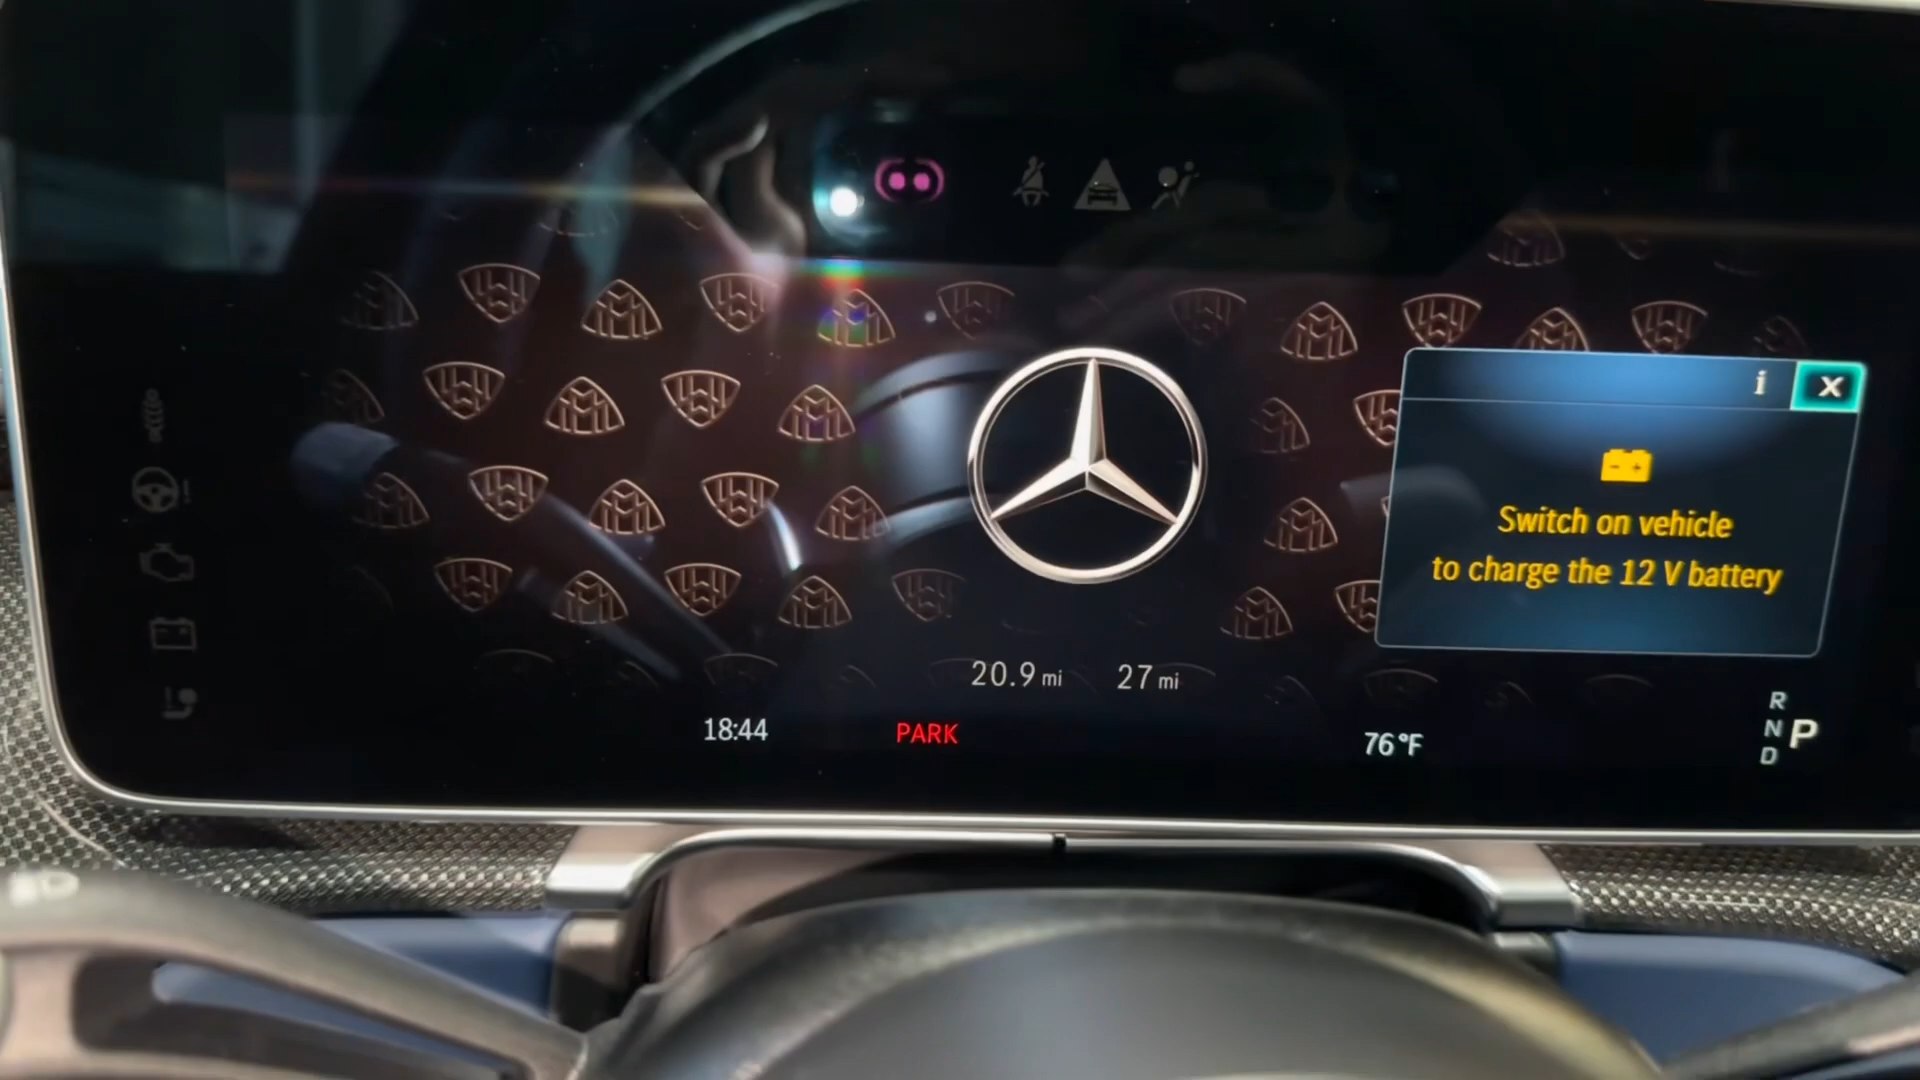 i X
Switch on vehicle
to charge the 12 V battery
20.9 mi 27 mi
18:44 PARK 76°F
R
N P
D